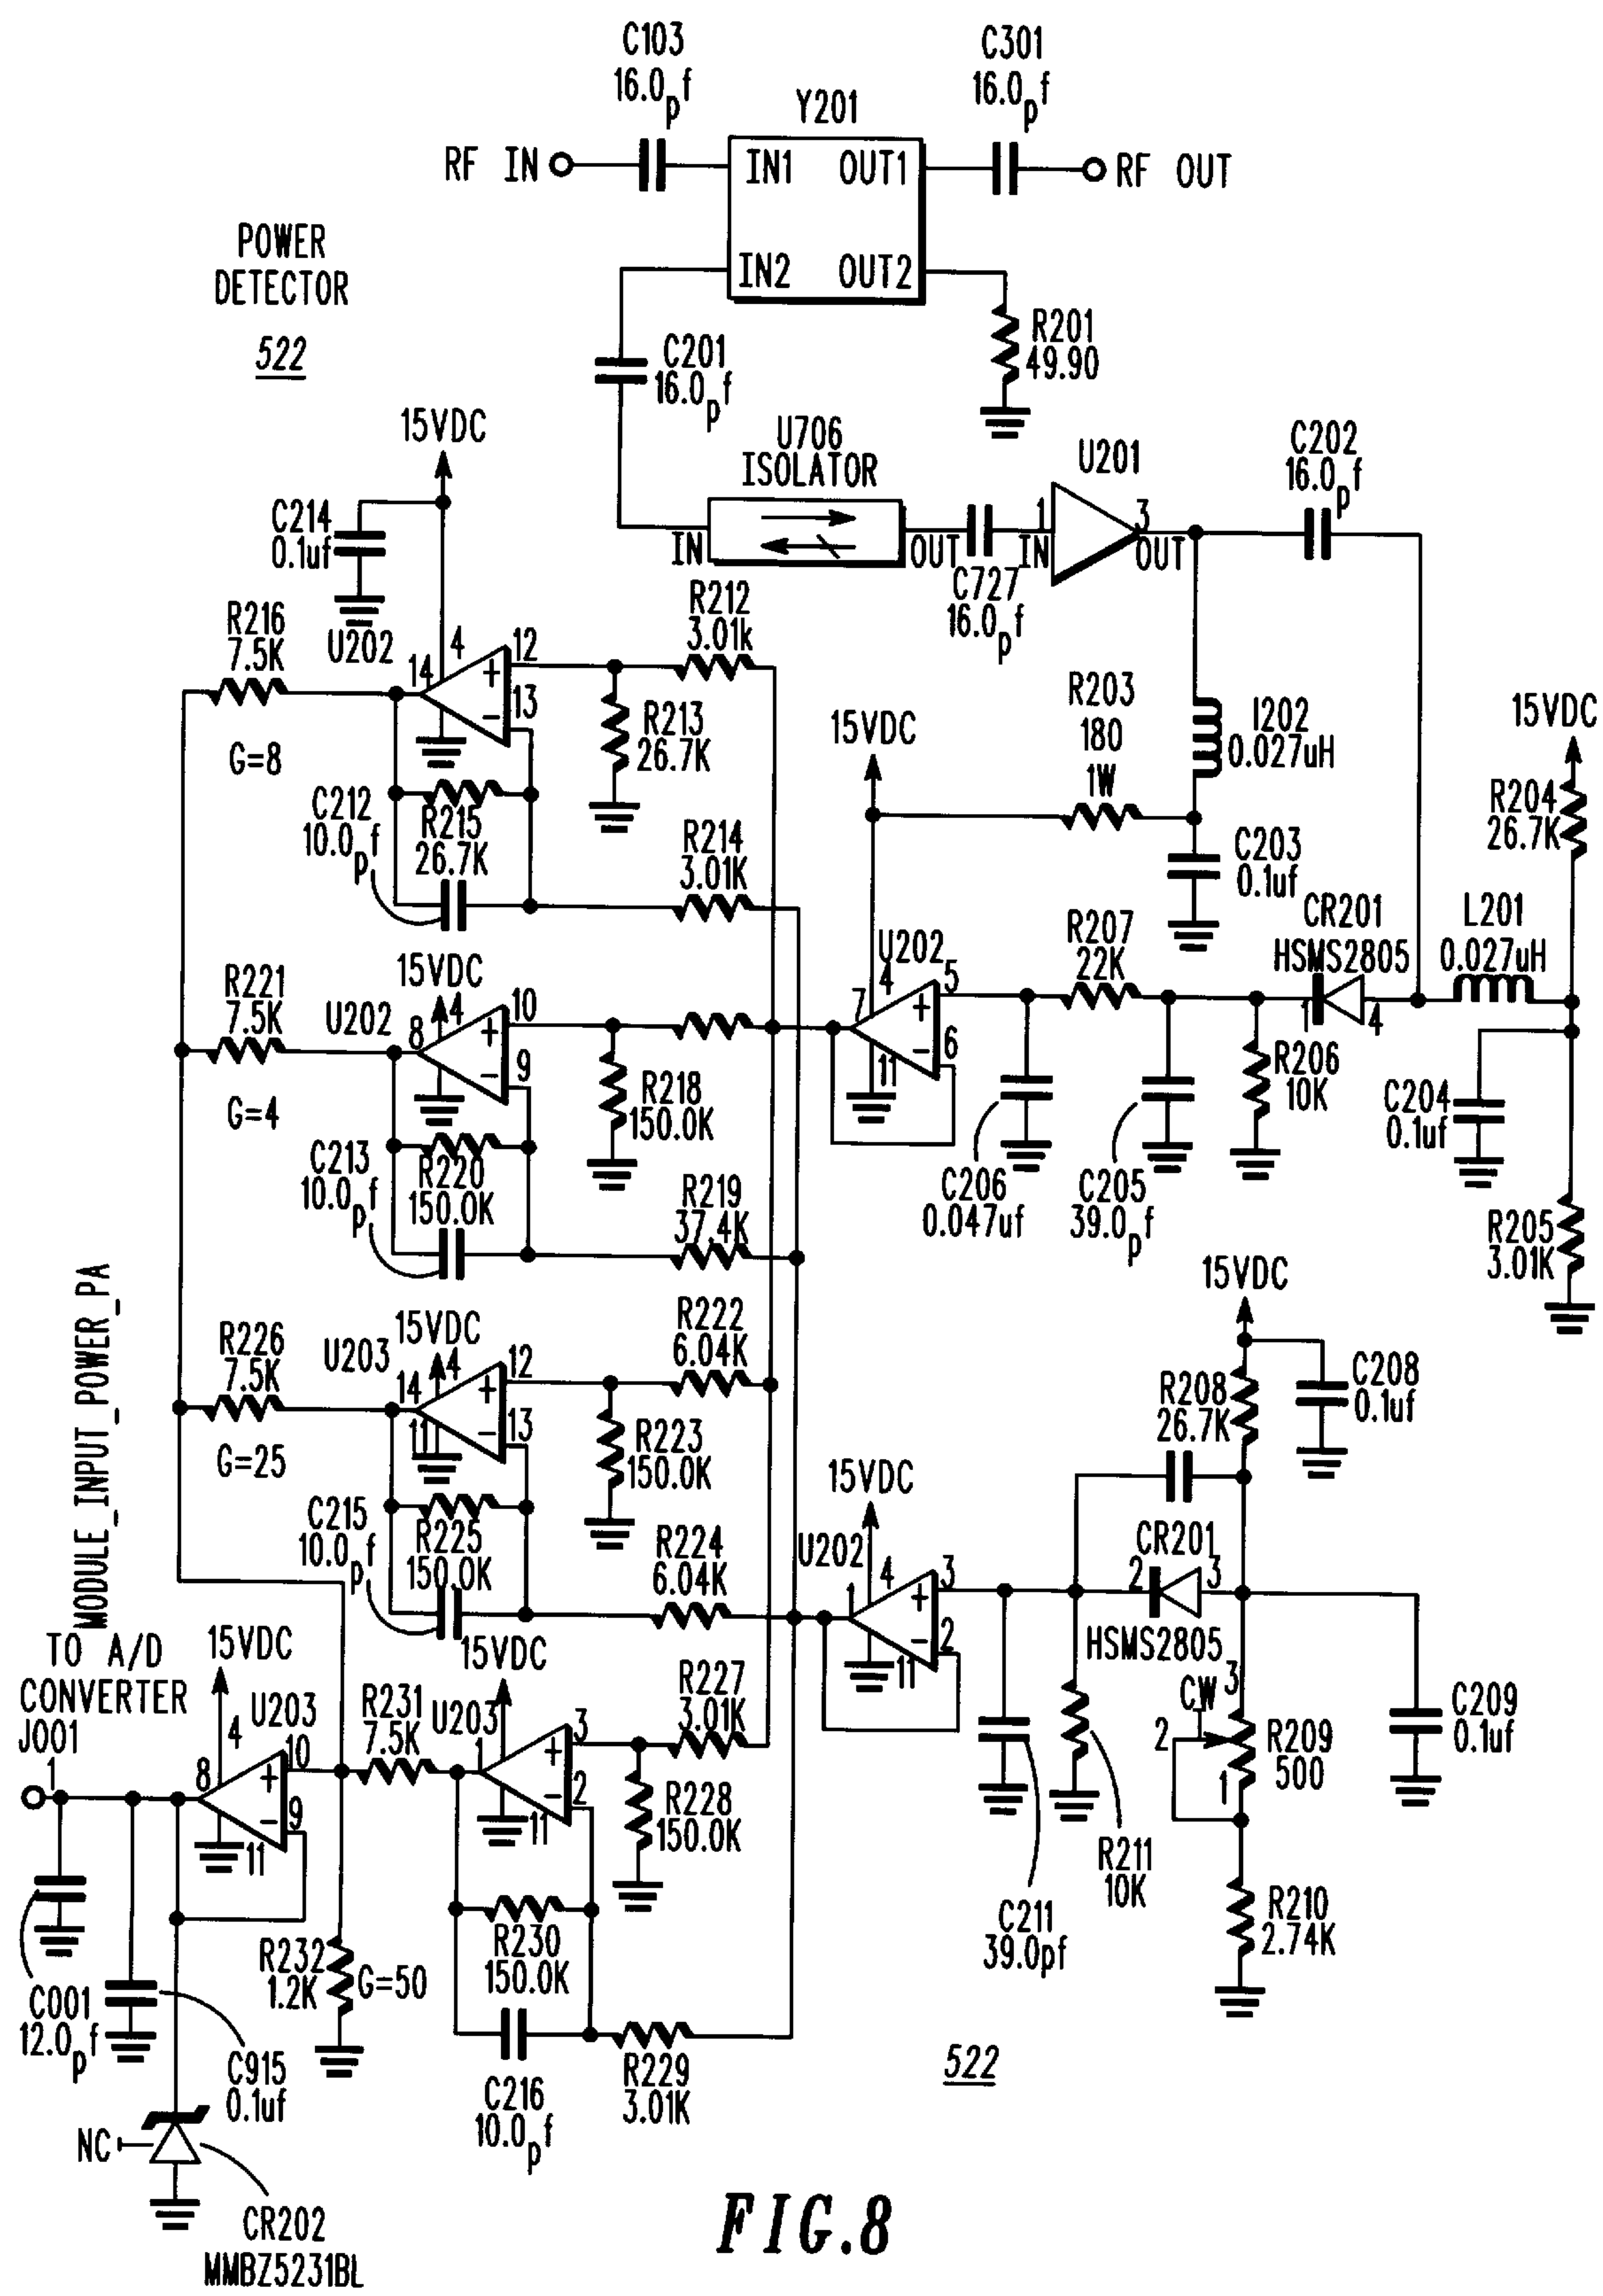 C103
16.0pf
C301
16.0pf
Y201
RF IN
IN1
OUT1
RF OUT
IN2
OUT2
POWER
DETECTOR
522
C201
16.0pf
R201
49.90
15VDC
U706
ISOLATOR
U201
C202
16.0pf
C214
0.1uf
IN
OUT
1
IN
3
OUT
C727
16.0pf
R216
7.5K
U202
4
14
12
+
13
-
R212
3.01k
R213
26.7K
G=8
C212
10.0pf
R215
26.7K
R214
3.01K
15VDC
R203
180
1W
I202
0.027uH
15VDC
R204
26.7K
C203
0.1uf
R221
7.5K
U202
15VDC
4
8
10
+
9
-
R218
150.0K
G=4
C213
10.0pf
R220
150.0K
R219
37.4K
U202
4
7
5
+
6
-
11
R207
22K
CR201
HSMS2805
1
4
L201
0.027uH
R206
10K
C204
0.1uf
C206
0.047uf
C205
39.0pf
R205
3.01K
MODULE_INPUT_POWER_PA
R226
7.5K
U203
15VDC
4
14
12
+
13
-
11
R222
6.04K
R223
150.0K
G=25
C215
10.0pf
R225
150.0K
R224
6.04K
15VDC
R208
26.7K
C208
0.1uf
15VDC
U202
4
1
3
+
2
-
11
CR201
2
3
HSMS2805
CW
3
2
1
R209
500
C209
0.1uf
R211
10K
C211
39.0pf
R210
2.74K
TO A/D
CONVERTER
J001
1
15VDC
4
U203
8
10
+
9
-
11
R231
7.5K
15VDC
U203
1
3
+
2
-
11
R227
3.01K
R228
150.0K
R232
1.2K
G=50
R230
150.0K
C001
12.0pf
C915
0.1uf
C216
10.0pf
R229
3.01K
522
NC
CR202
MMBZ5231BL
FIG.8